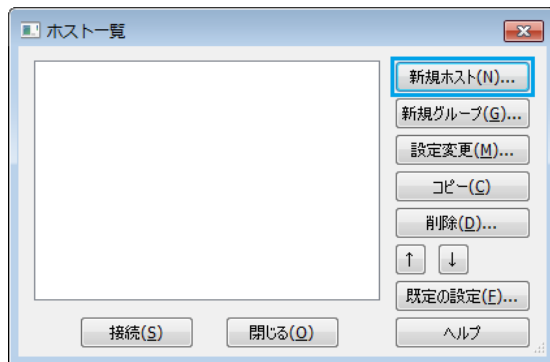 ホスト一覧
新規ホスト(N)...
新規グループ(G)...
設定変更(M)...
コピー(C)
削除(D)...
↑ ↓
既定の設定(F)...
接続(S) 閉じる(O) ヘルプ